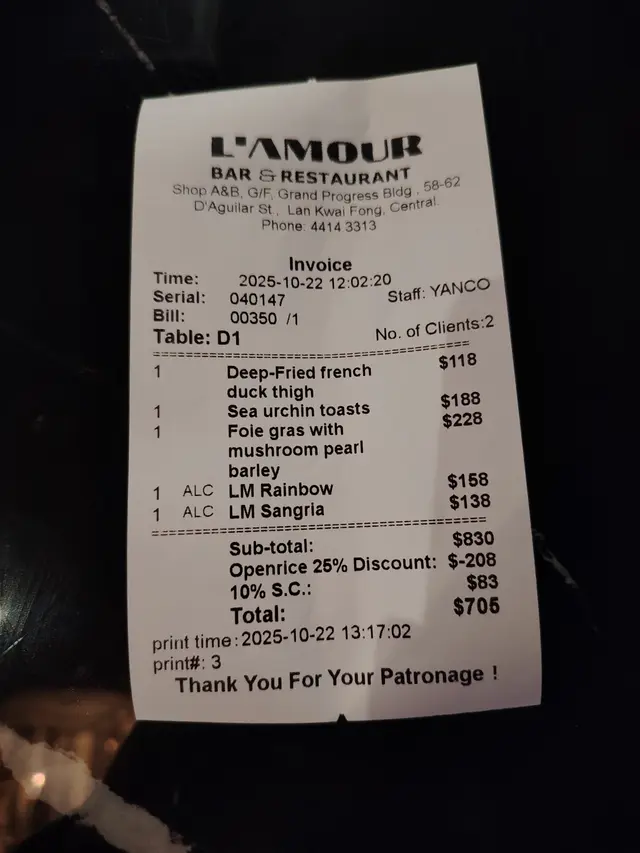 L'AMOUR
BAR & RESTAURANT
Shop A&B, G/F, Grand Progress Bldg., 58-62
D'Aguilar St., Lan Kwai Fong, Central.
Phone: 4414 3313
Invoice
Time: 2025-10-22 12:02:20
Serial: 040147 Staff: YANCO
Bill: 00350 /1
Table: D1 No. of Clients:2
==================================
1 Deep-Fried french $118
duck thigh
1 Sea urchin toasts $188
1 Foie gras with $228
mushroom pearl
barley
1 ALC LM Rainbow $158
1 ALC LM Sangria $138
==================================
Sub-total: $830
Openrice 25% Discount: $-208
10% S.C.: $83
Total: $705
print time:2025-10-22 13:17:02
print#: 3
Thank You For Your Patronage !